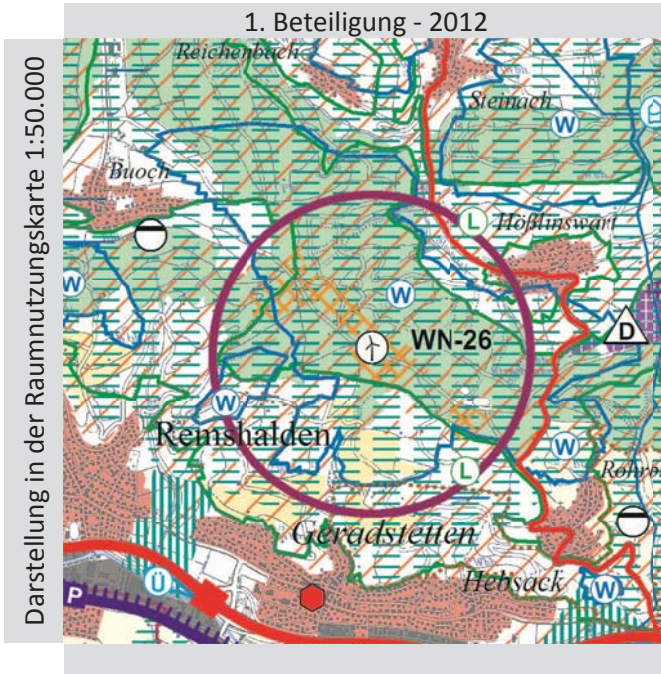 1. Beteiligung - 2012
Darstellung in der Raumnutzungskarte 1:50.000
Reichenbach
Steinach
W
Buoch
L
Hößlinswart
W
W
D
WN-26
W
Remshalden
W
L
Rohrb
Geradstetten
Ü
Hebsack
W
P